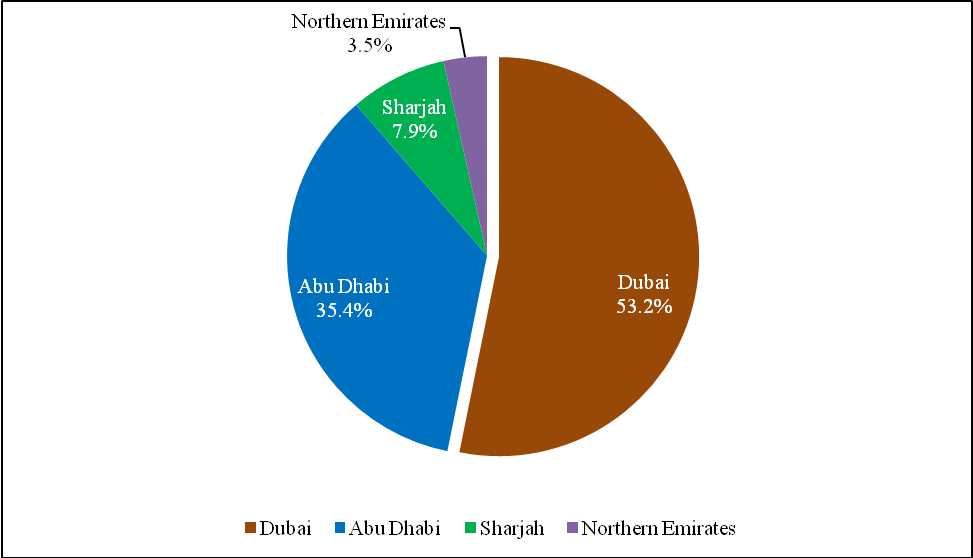 Northern Emirates
3.5%
Sharjah
7.9%
Dubai
53.2%
Abu Dhabi
35.4%
Dubai
Abu Dhabi
Sharjah
Northern Emirates